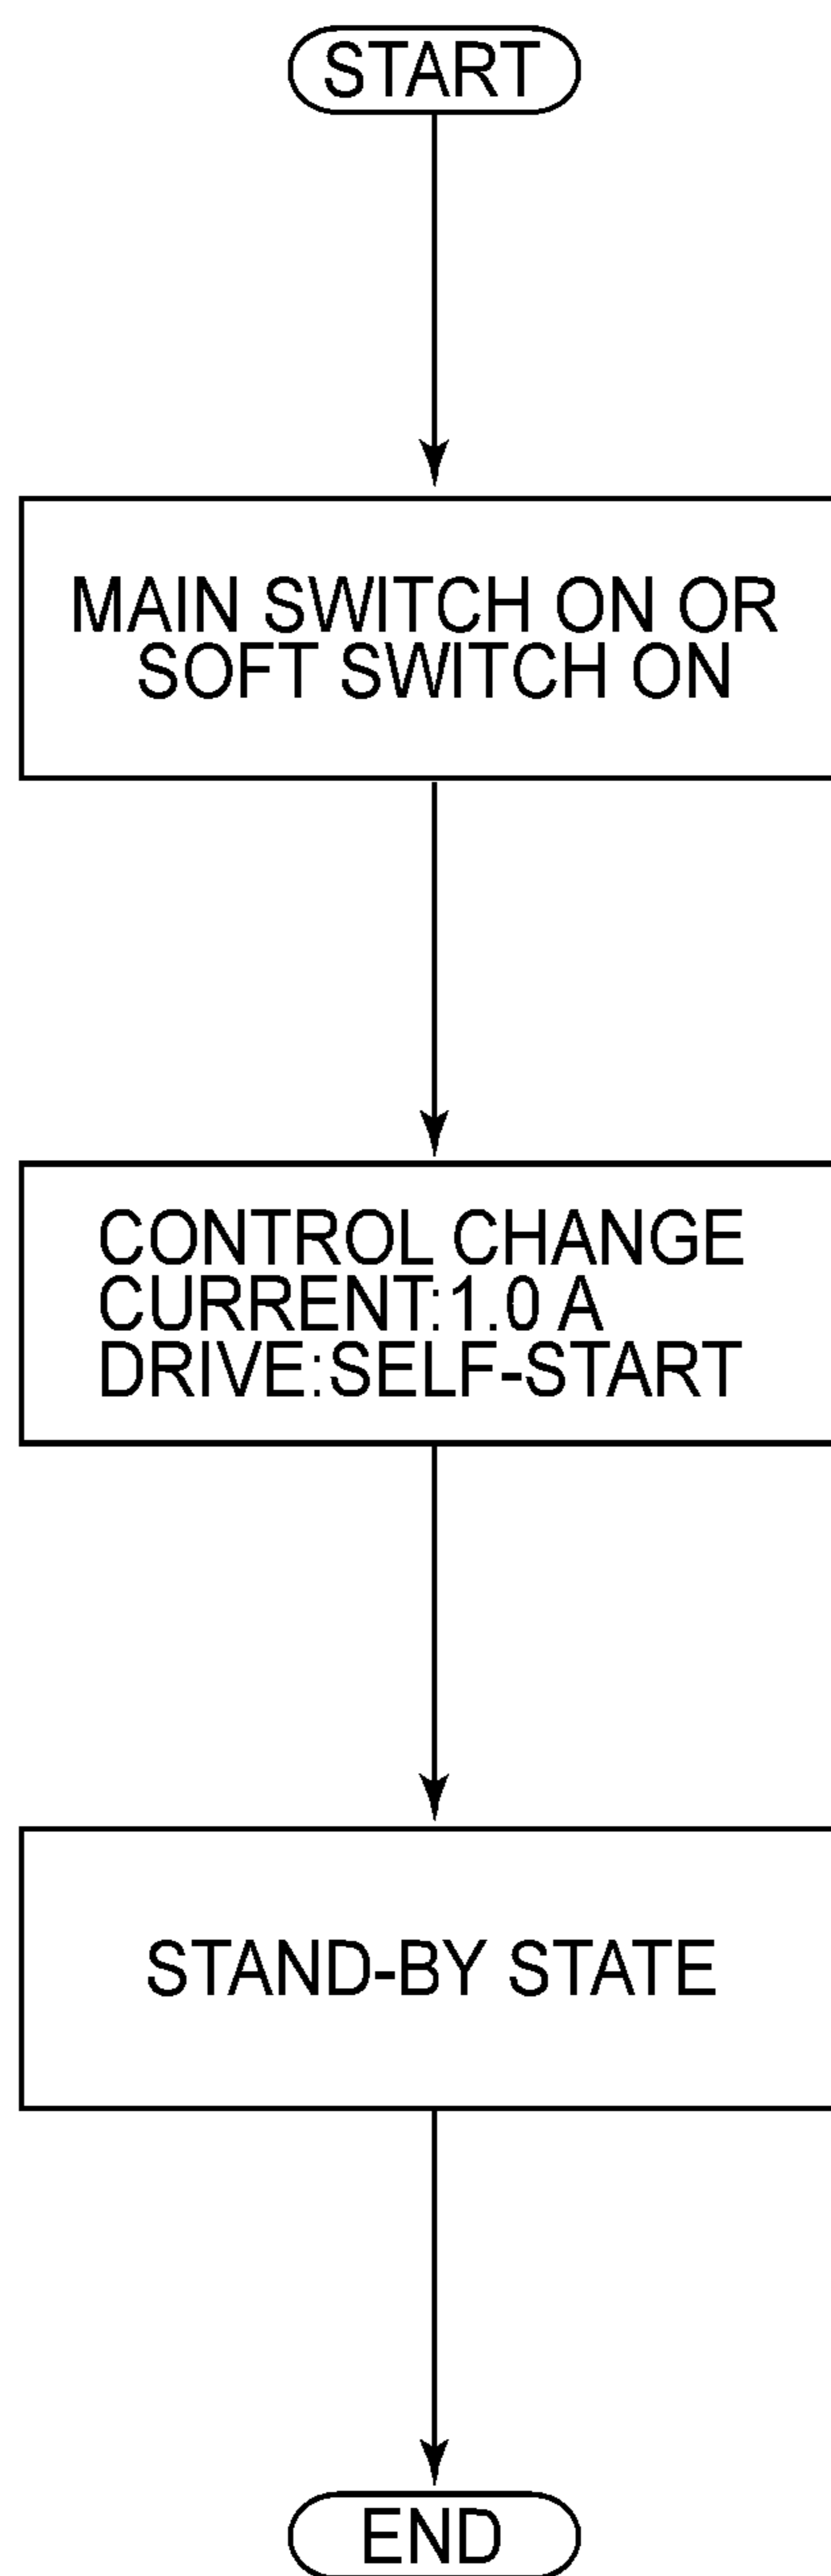 START
MAIN SWITCH ON OR
SOFT SWITCH ON
CONTROL CHANGE
CURRENT:1.0 A
DRIVE:SELF-START
STAND-BY STATE
END